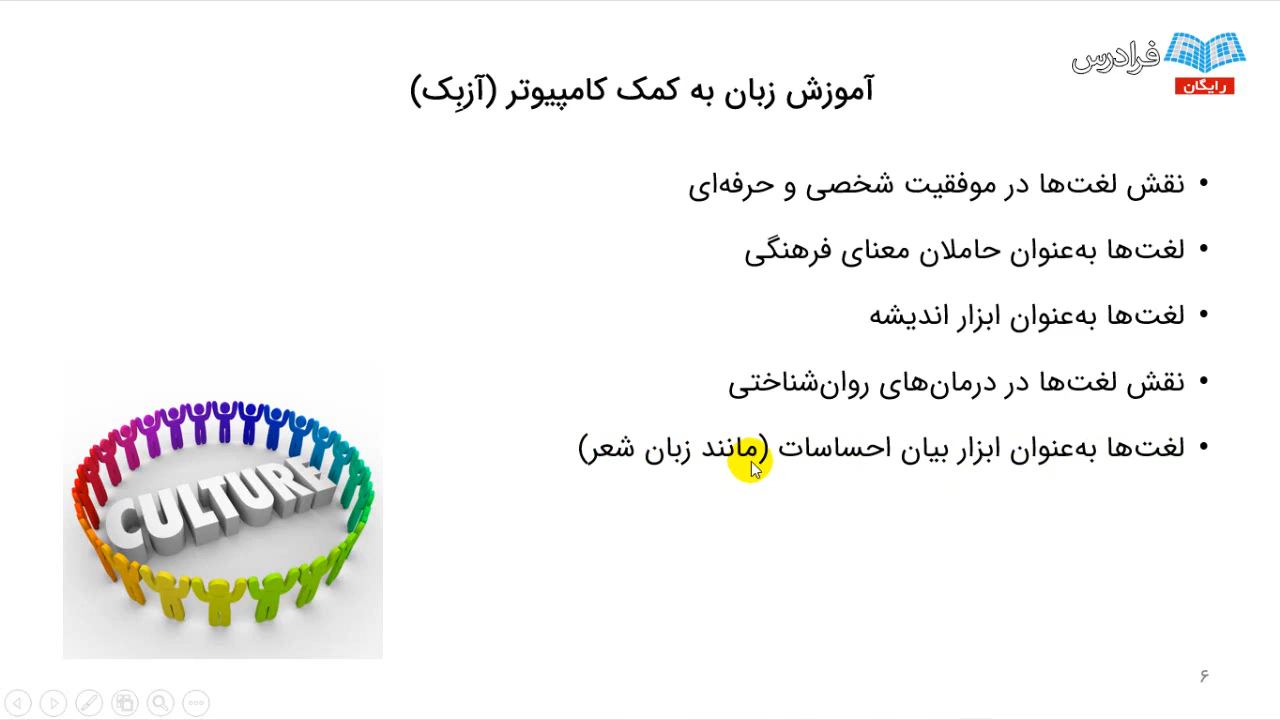 فرادرس
رایگان
آموزش زبان به کمک کامپیوتر (آزبِک)
• نقش لغت‌ها در موفقیت شخصی و حرفه‌ای
• لغت‌ها به‌عنوان حاملان معنای فرهنگی
• لغت‌ها به‌عنوان ابزار اندیشه
• نقش لغت‌ها در درمان‌های روان‌شناختی
• لغت‌ها به‌عنوان ابزار بیان احساسات (مانند زبان شعر)
CULTURE
۶